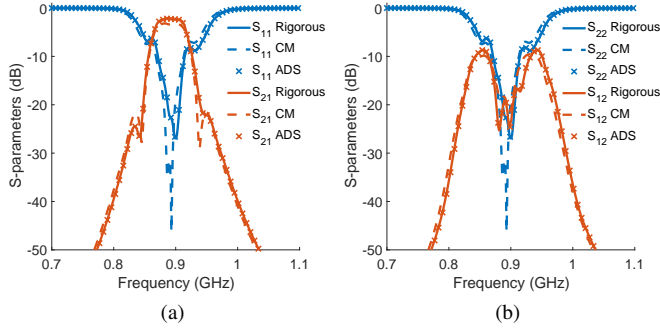 0
-10
-20
-30
-40
-50
S-parameters (dB)
0.7
0.8
0.9
1
1.1
Frequency (GHz)
S11 Rigorous
S11 CM
S11 ADS
S21 Rigorous
S21 CM
S21 ADS
(a)
0
-10
-20
-30
-40
-50
S-parameters (dB)
0.7
0.8
0.9
1
1.1
Frequency (GHz)
S22 Rigorous
S22 CM
S22 ADS
S12 Rigorous
S12 CM
S12 ADS
(b)